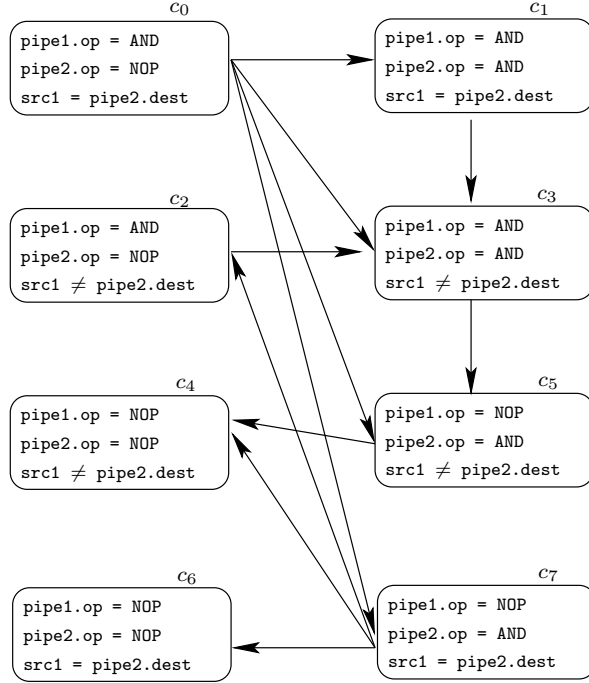 c0
pipe1.op = AND
pipe2.op = NOP
src1 = pipe2.dest
c1
pipe1.op = AND
pipe2.op = AND
src1 = pipe2.dest
c2
pipe1.op = AND
pipe2.op = NOP
src1 ≠ pipe2.dest
c3
pipe1.op = AND
pipe2.op = AND
src1 ≠ pipe2.dest
c4
pipe1.op = NOP
pipe2.op = NOP
src1 ≠ pipe2.dest
c5
pipe1.op = NOP
pipe2.op = AND
src1 ≠ pipe2.dest
c6
pipe1.op = NOP
pipe2.op = NOP
src1 = pipe2.dest
c7
pipe1.op = NOP
pipe2.op = AND
src1 = pipe2.dest